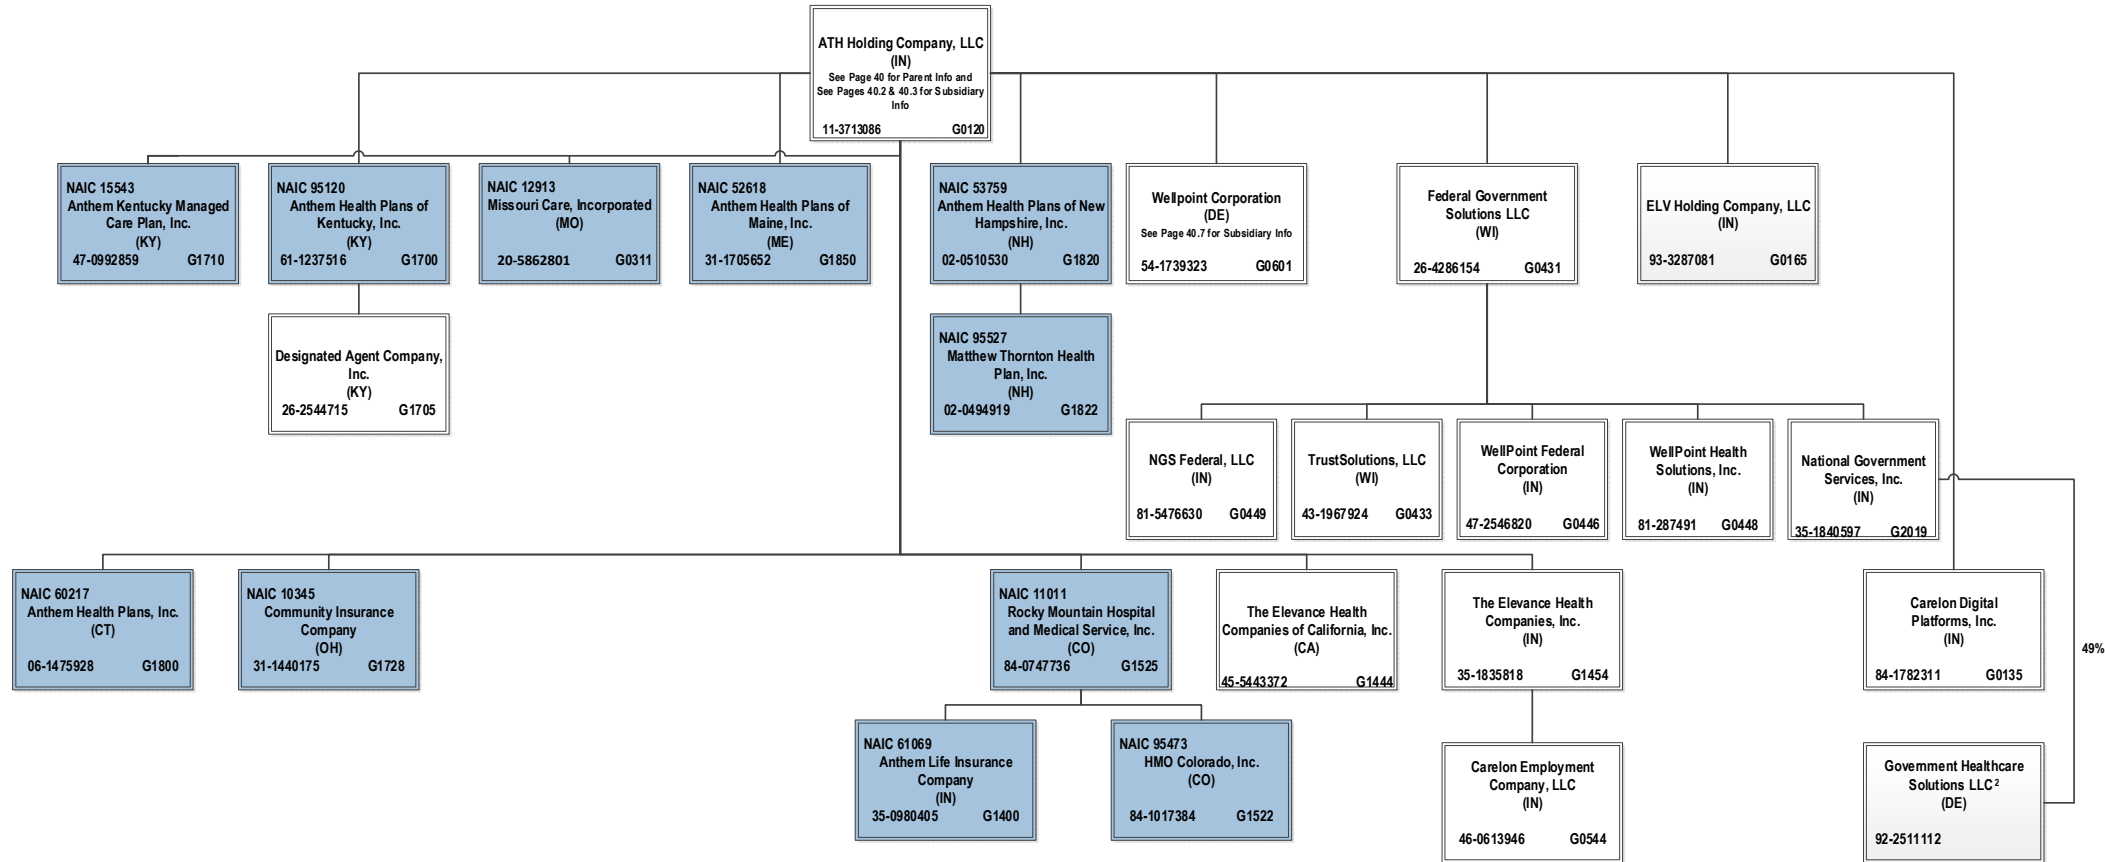 ATH Holding Company, LLC
(IN)
See Page 40 for Parent Info and
See Pages 40.2 & 40.3 for Subsidiary
Info
11-3713086 G0120
NAIC 15543
Anthem Kentucky Managed
Care Plan, Inc.
(KY)
47-0992859 G1710
NAIC 95120
Anthem Health Plans of
Kentucky, Inc.
(KY)
61-1237516 G1700
NAIC 12913
Missouri Care, Incorporated
(MO)
20-5862801 G0311
NAIC 52618
Anthem Health Plans of
Maine, Inc.
(ME)
31-1705652 G1850
NAIC 53759
Anthem Health Plans of New
Hampshire, Inc.
(NH)
02-0510530 G1820
Wellpoint Corporation
(DE)
See Page 40.7 for Subsidiary Info
54-1739323 G0601
Federal Government
Solutions LLC
(WI)
26-4286154 G0431
ELV Holding Company, LLC
(IN)
93-3287081 G0165
Designated Agent Company,
Inc.
(KY)
26-2544715 G1705
NAIC 95527
Matthew Thornton Health
Plan, Inc.
(NH)
02-0494919 G1822
NGS Federal, LLC
(IN)
81-5476630 G0449
TrustSolutions, LLC
(WI)
43-1967924 G0433
WellPoint Federal
Corporation
(IN)
47-2546820 G0446
WellPoint Health
Solutions, Inc.
(IN)
81-287491 G0448
National Government
Services, Inc.
(IN)
35-1840597 G2019
NAIC 60217
Anthem Health Plans, Inc.
(CT)
06-1475928 G1800
NAIC 10345
Community Insurance
Company
(OH)
31-1440175 G1728
NAIC 11011
Rocky Mountain Hospital
and Medical Service, Inc.
(CO)
84-0747736 G1525
The Elevance Health
Companies of California, Inc.
(CA)
45-5443372 G1444
The Elevance Health
Companies, Inc.
(IN)
35-1835818 G1454
Carelon Digital
Platforms, Inc.
(IN)
84-1782311 G0135
49%
NAIC 61069
Anthem Life Insurance
Company
(IN)
35-0980405 G1400
NAIC 95473
HMO Colorado, Inc.
(CO)
84-1017384 G1522
Carelon Employment
Company, LLC
(IN)
46-0613946 G0544
Government Healthcare
Solutions LLC²
(DE)
92-2511112